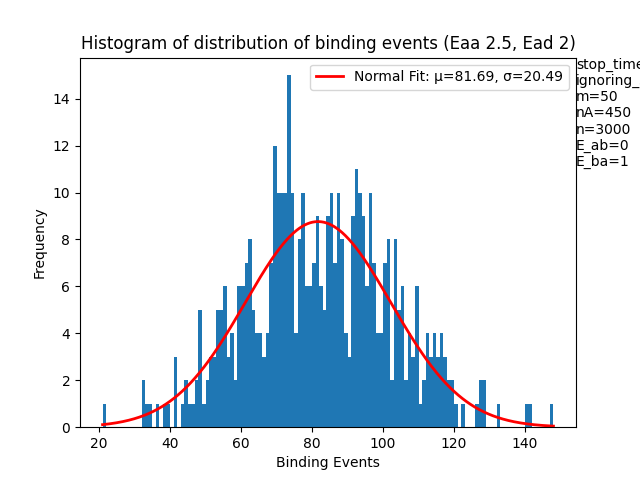 Histogram of distribution of binding events (Eaa 2.5, Ead 2)
Normal Fit: μ=81.69, σ=20.49
stop_time
ignoring_
m=50
nA=450
n=3000
E_ab=0
E_ba=1
Frequency
14
12
10
8
6
4
2
0
20 40 60 80 100 120 140
Binding Events